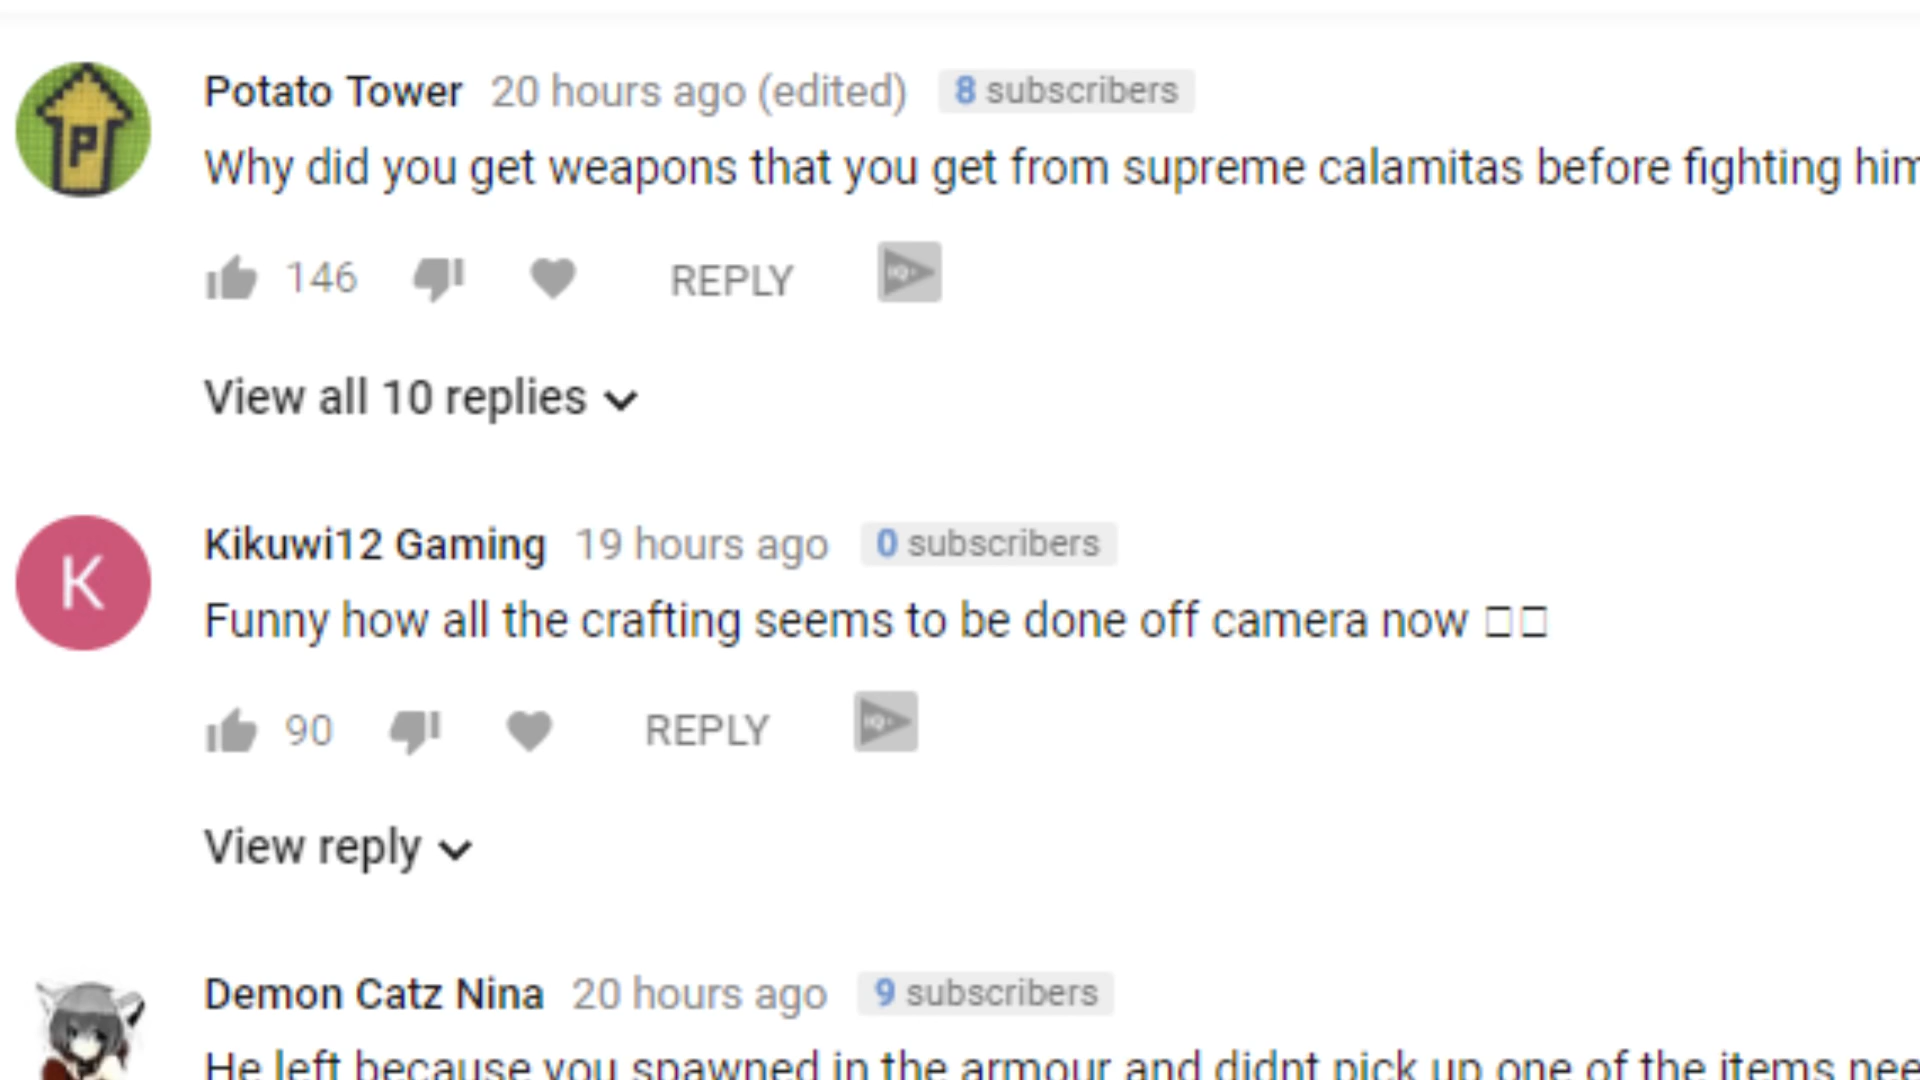 Potato Tower 20 hours ago (edited) 8 subscribers
P
Why did you get weapons that you get from supreme calamitas before fighting him
146 REPLY IQ+
View all 10 replies
Kikuwi12 Gaming 19 hours ago 0 subscribers
K
Funny how all the crafting seems to be done off camera now □□
90 REPLY IQ+
View reply
Demon Catz Nina 20 hours ago 9 subscribers
He left because you spawned in the armour and didnt pick up one of the items nee